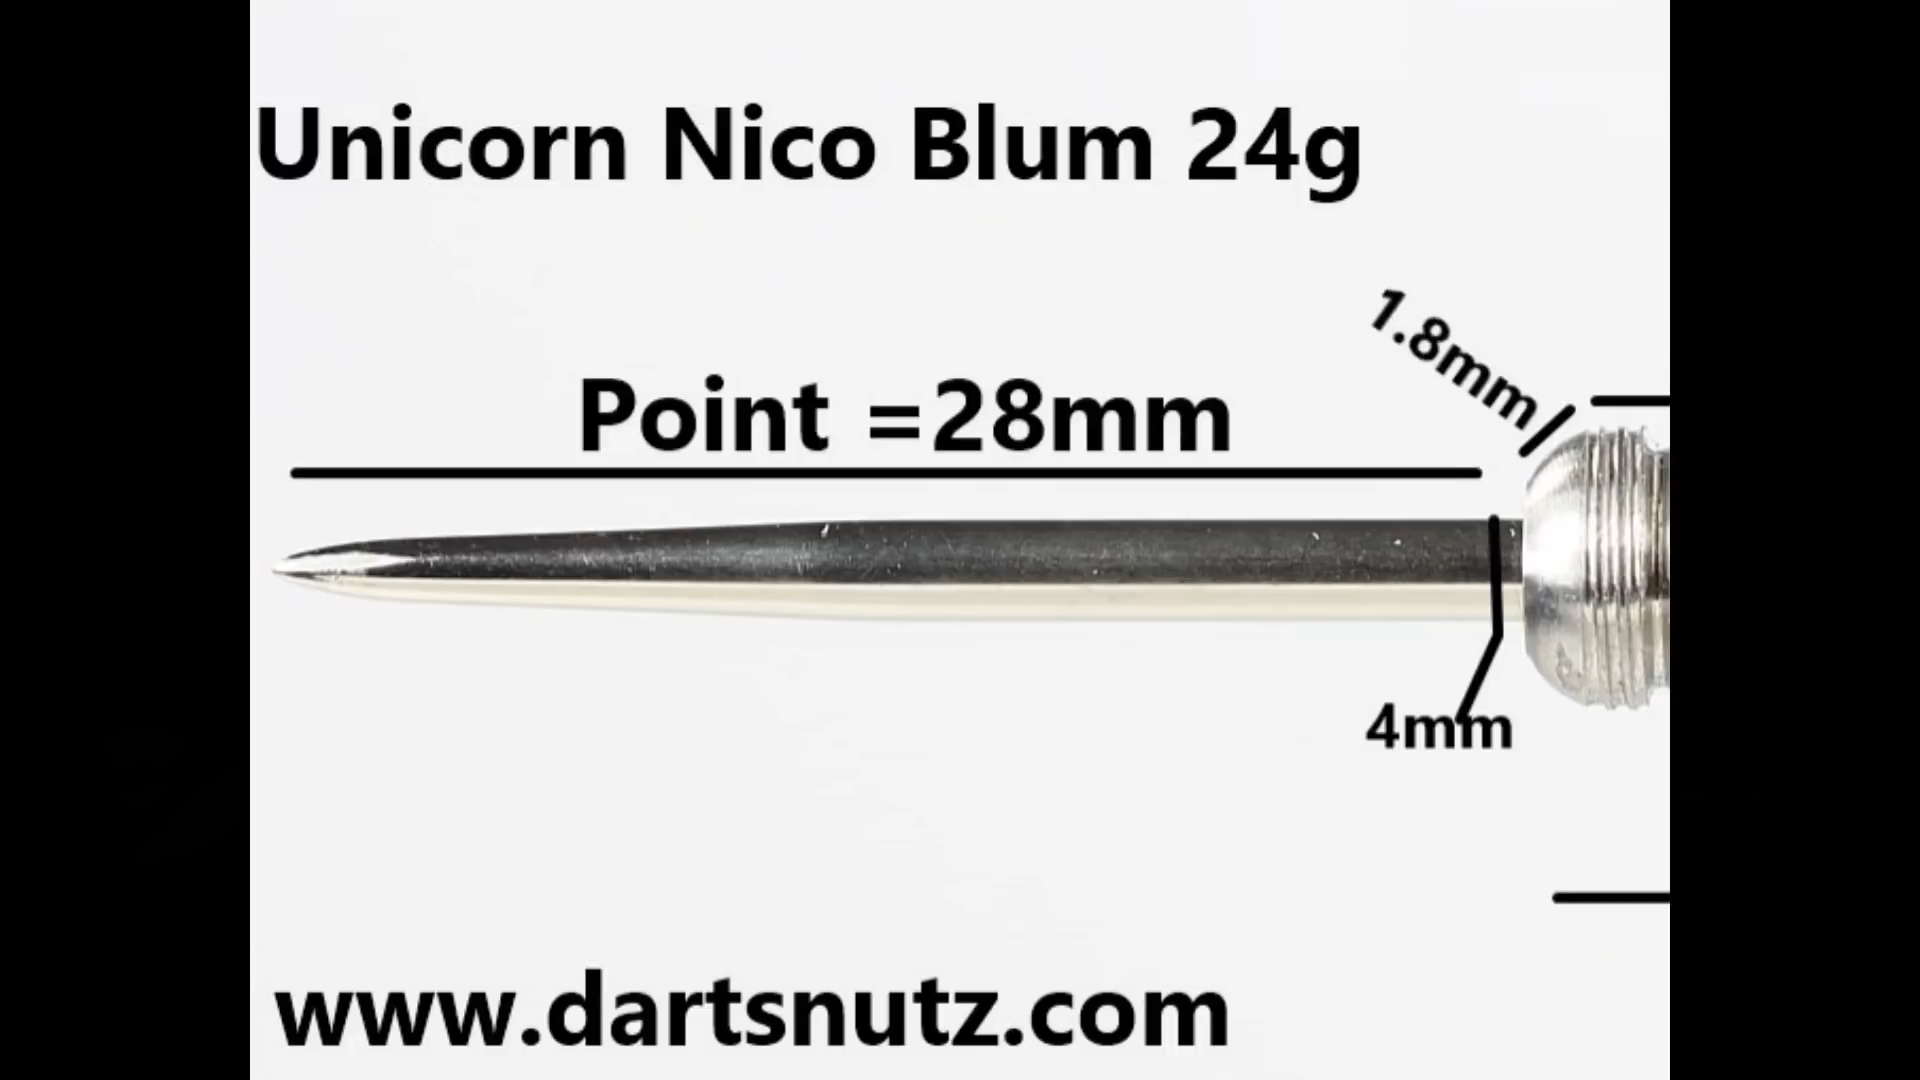 Unicorn Nico Blum 24g
1.8mm
Point =28mm
4mm
www.dartsnutz.com